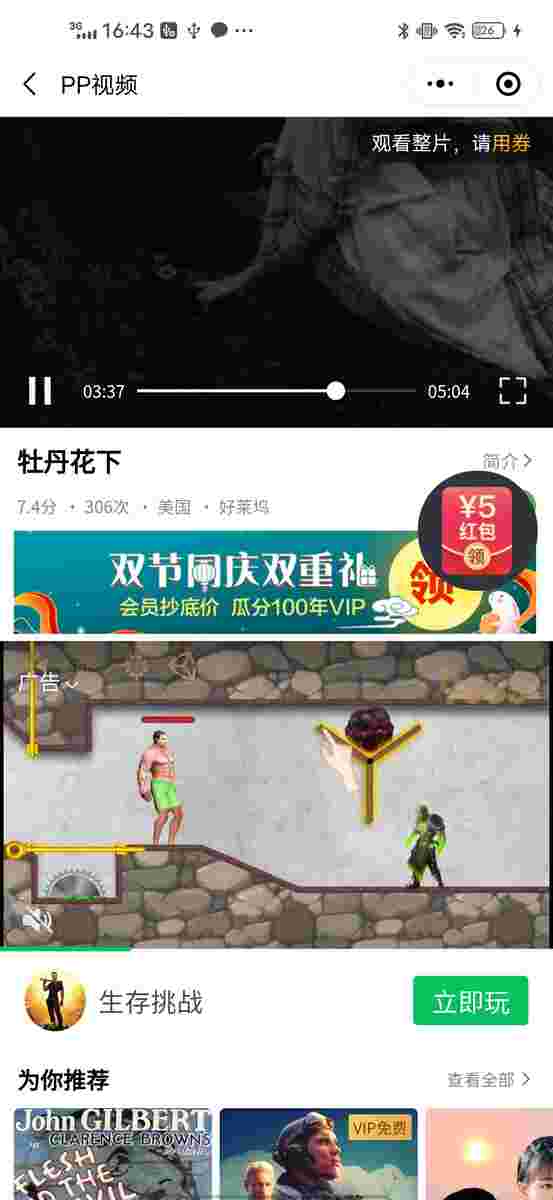 3G 16:43 26
PP视频
观看整片，请用券
03:37 05:04
牡丹花下 简介
7.4分 · 306次 · 美国 · 好莱坞
¥5
红包
领
双节同庆双重礼
会员抄底价 瓜分100年VIP
领
广告
生存挑战 立即玩
为你推荐 查看全部
John GILBERT
CLARENCE BROWN'S
FLESH
AND THE
DEVIL
VIP免费